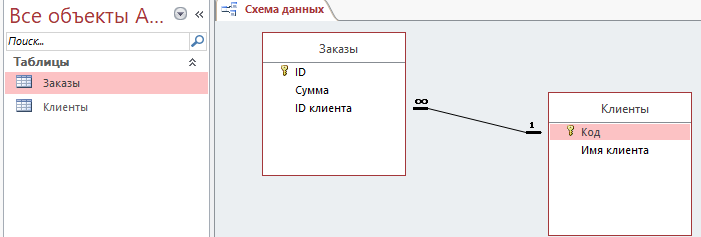 Все объекты A...
Поиск...
Таблицы
Заказы
Клиенты
Схема данных
Заказы
ID
Сумма
ID клиента
∞
1
Клиенты
Код
Имя клиента